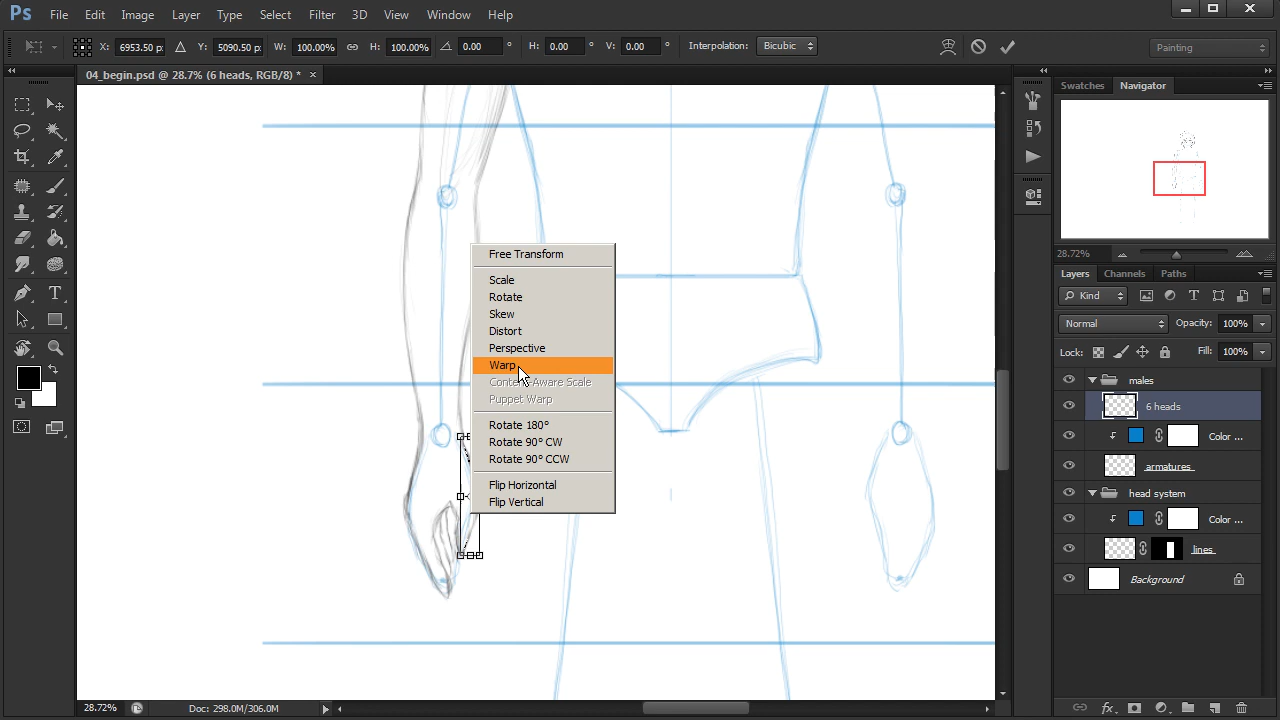 Ps File Edit Image Layer Type Select Filter 3D View Window Help
X: 6953.50 p Y: 5090.50 p W: 100.00% H: 100.00% 0.00 ° H: 0.00 ° V: 0.00 ° Interpolation: Bicubic Painting
04_begin.psd @ 28.7% (6 heads, RGB/8) * ×
Swatches Navigator
Free Transform
Scale
Rotate
Skew
Distort
Perspective
Warp
Content-Aware Scale
Puppet Warp
Rotate 180°
Rotate 90° CW
Rotate 90° CCW
Flip Horizontal
Flip Vertical
28.72%
Layers Channels Paths
Kind
Normal Opacity: 100%
Lock: Fill: 100%
males
6 heads
Color ...
armatures
head system
Color ...
lines
Background
28.72% Doc: 298.0M/306.0M